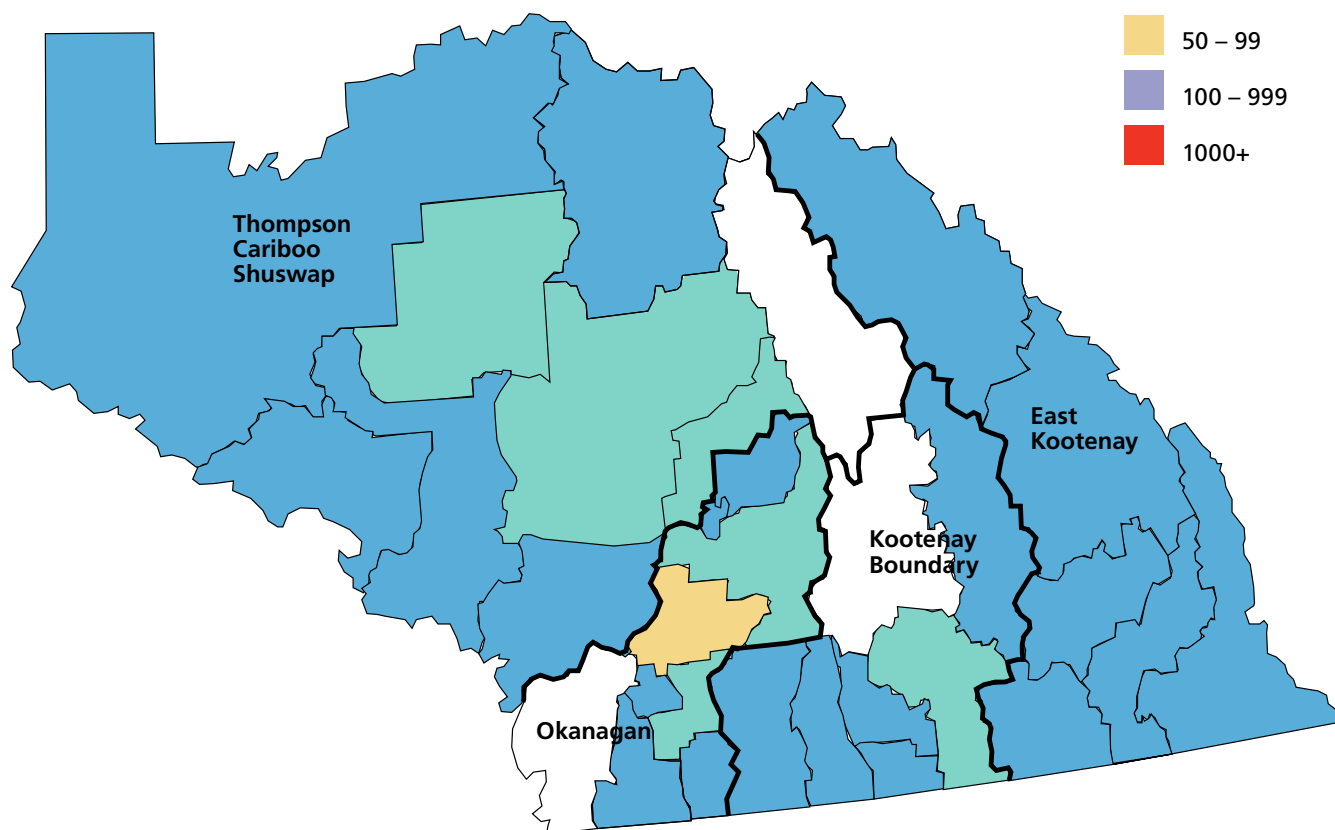 50 – 99
100 – 999
1000+
Thompson
Cariboo
Shuswap
East
Kootenay
Kootenay
Boundary
Okanagan